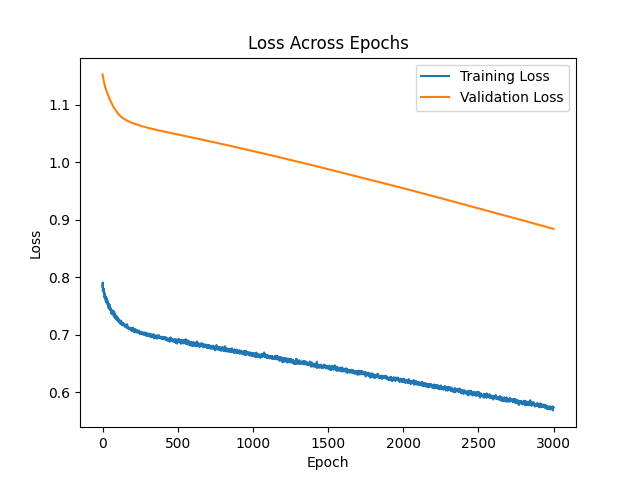 Loss Across Epochs
Training Loss
Validation Loss
1.1
1.0
0.9
0.8
0.7
0.6
Loss
0 500 1000 1500 2000 2500 3000
Epoch